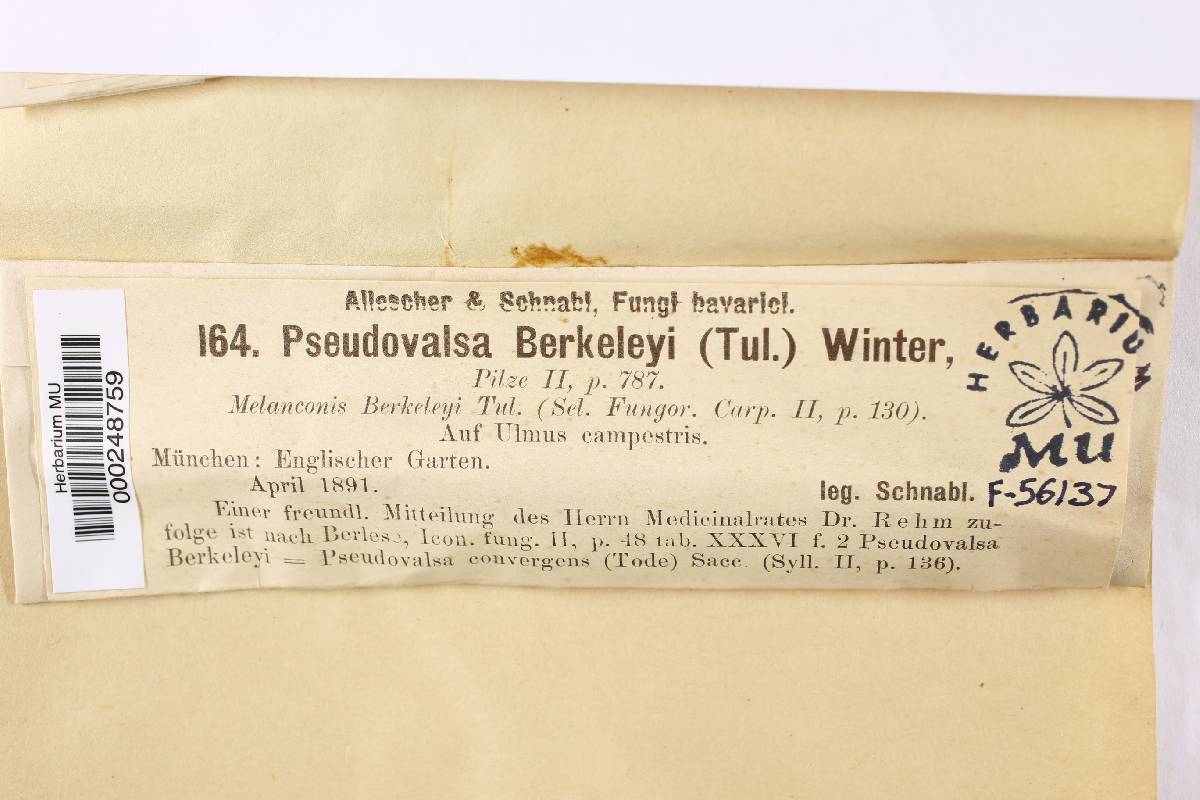 Allescher & Schnabl, Fungi bavarici.
164. Pseudovalsa Berkeleyi (Tul.) Winter,
Pilze II, p. 787.
Melanconis Berkeleyi Tul. (Sel. Fungor. Carp. II, p. 130).
Auf Ulmus campestris.
München: Englischer Garten.
April 1891.
leg. Schnabl.
Einer freundl. Mitteilung des Herrn Medicinalrates Dr. Rehm zu-
folge ist nach Berlese, Icon. fung. II, p. 48 tab. XXXVI f. 2 Pseudovalsa
Berkeleyi = Pseudovalsa convergens (Tode) Sacc. (Syll. II, p. 136).
HERBARIUM
MU
F-56137
Herbarium MU
000248759